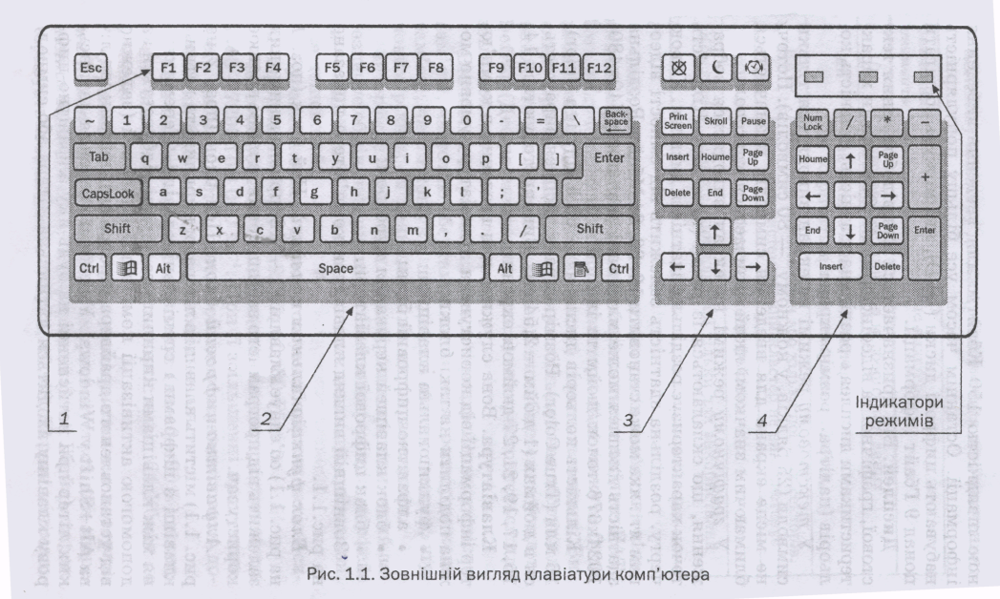 Esc F1 F2 F3 F4 F5 F6 F7 F8 F9 F10 F11 F12
~ 1 2 3 4 5 6 7 8 9 0 - = \ Back-space ←
Tab q w e r t y u i o p [ ] Enter
CapsLook a s d f g h j k l ; '
Shift z x c v b n m , . / Shift
Ctrl Ait Space Alt Ctrl
Print Screen Skroll Pause
Insert Houme Page Up
Delete End Page Down
↑
← ↓ →
Num Lock / * –
Houme ↑ Page Up +
← →
End ↓ Page Down Enter
Insert Delete
1 2 3 4
Індикатори
режимів
Рис. 1.1. Зовнішній вигляд клавіатури комп'ютера